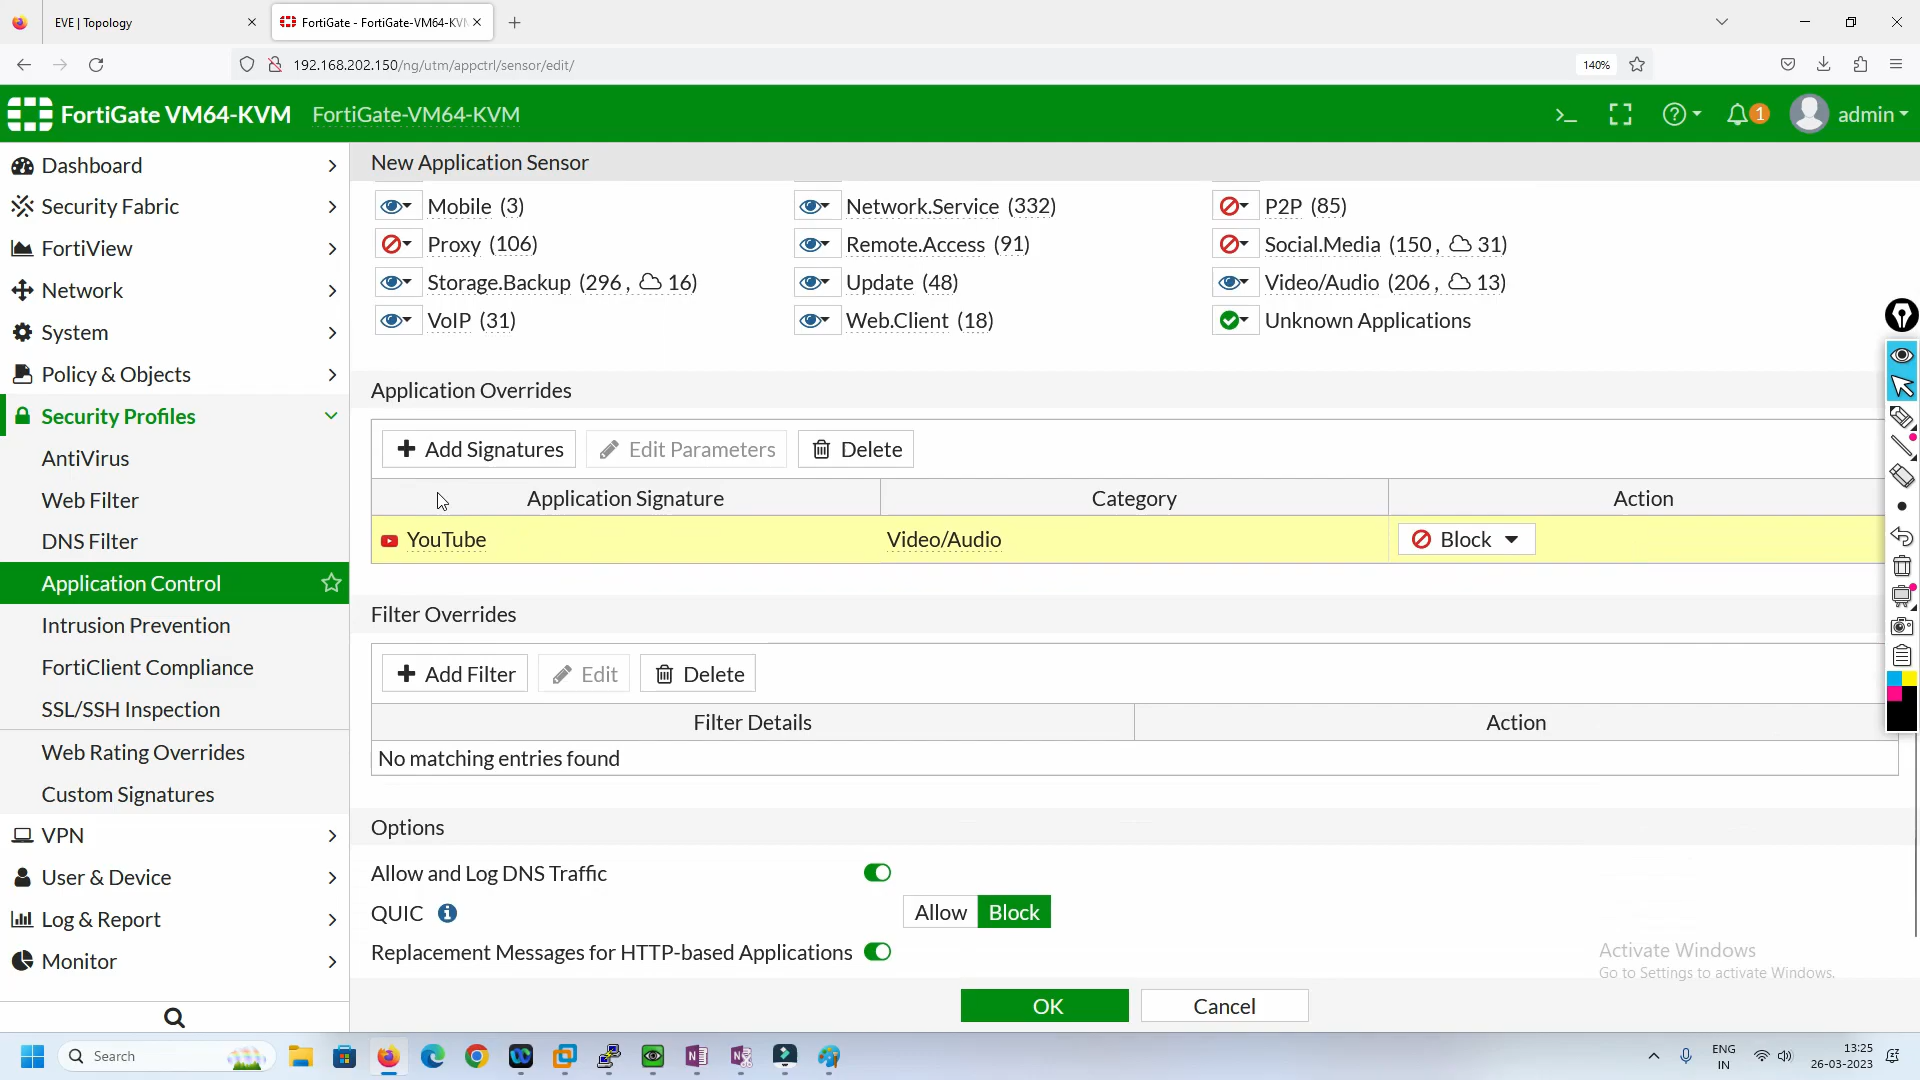 EVE | Topology
FortiGate - FortiGate-VM64-KV
192.168.202.150/ng/utm/appctrl/sensor/edit/
140%
FortiGate VM64-KVM
FortiGate-VM64-KVM
>_
?
1
admin
Dashboard
Security Fabric
FortiView
Network
System
Policy & Objects
Security Profiles
AntiVirus
Web Filter
DNS Filter
Application Control
Intrusion Prevention
FortiClient Compliance
SSL/SSH Inspection
Web Rating Overrides
Custom Signatures
VPN
User & Device
Log & Report
Monitor
New Application Sensor
Mobile (3)
Network.Service (332)
P2P (85)
Proxy (106)
Remote.Access (91)
Social.Media (150, 31)
Storage.Backup (296, 16)
Update (48)
Video/Audio (206, 13)
VoIP (31)
Web.Client (18)
Unknown Applications
Application Overrides
+ Add Signatures
Edit Parameters
Delete
Application Signature
Category
Action
YouTube
Video/Audio
Block
Filter Overrides
+ Add Filter
Edit
Delete
Filter Details
Action
No matching entries found
Options
Allow and Log DNS Traffic
QUIC
Allow
Block
Replacement Messages for HTTP-based Applications
OK
Cancel
Activate Windows
Go to Settings to activate Windows.
Search
ENG
IN
13:25
26-03-2023